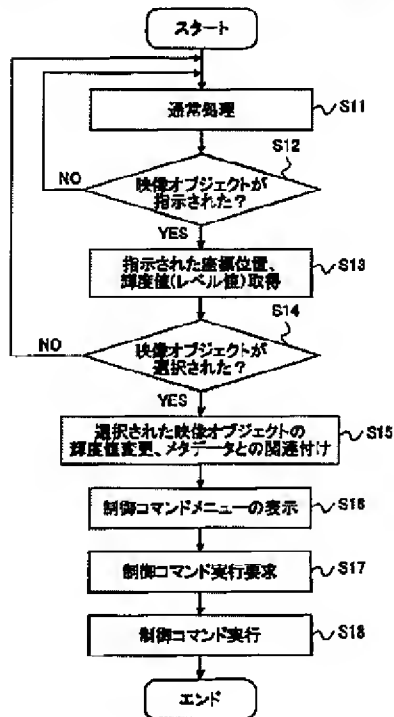 スタート
通常処理
S11
S12
映像オブジェクトが
指示された?
NO
YES
指示された座標位置、
輝度値(レベル値)取得
S13
S14
映像オブジェクトが
選択された?
NO
YES
選択された映像オブジェクトの
輝度値変更、メタデータとの関連付け
S15
制御コマンドメニューの表示
S16
制御コマンド実行要求
S17
制御コマンド実行
S18
エンド